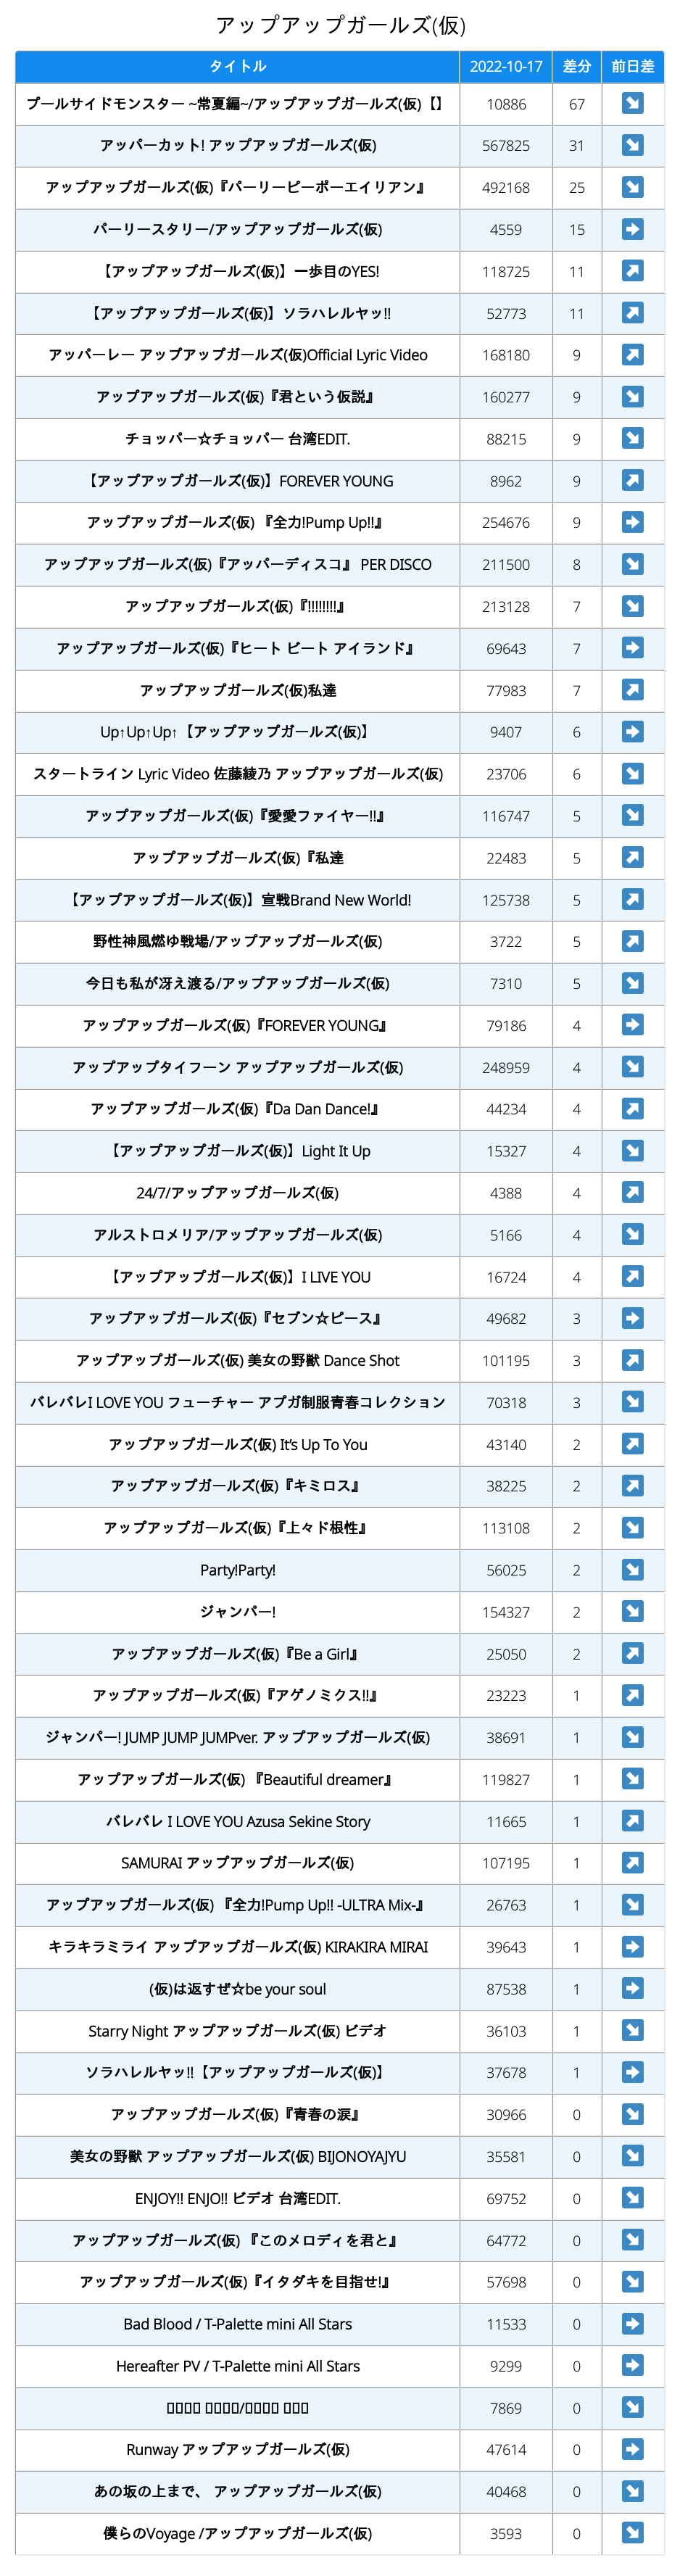 アップアップガールズ(仮)
タイトル 2022-10-17 差分 前日差
プールサイドモンスター ~常夏編~/アップアップガールズ(仮)【】 10886 67 ↘
アッパーカット! アップアップガールズ(仮) 567825 31 ↘
アップアップガールズ(仮)『パーリーピーポーエイリアン』 492168 25 ↘
パーリースタリー/アップアップガールズ(仮) 4559 15 ➡
【アップアップガールズ(仮)】一歩目のYES! 118725 11 ↗
【アップアップガールズ(仮)】ソラハレルヤッ!! 52773 11 ↗
アッパーレー アップアップガールズ(仮)Official Lyric Video 168180 9 ↗
アップアップガールズ(仮)『君という仮説』 160277 9 ↘
チョッパー☆チョッパー 台湾EDIT. 88215 9 ↘
【アップアップガールズ(仮)】FOREVER YOUNG 8962 9 ↗
アップアップガールズ(仮) 『全力!Pump Up!!』 254676 9 ➡
アップアップガールズ(仮)『アッパーディスコ』 PER DISCO 211500 8 ↘
アップアップガールズ(仮)『!!!!!!!!』 213128 7 ↘
アップアップガールズ(仮)『ヒート ビート アイランド』 69643 7 ➡
アップアップガールズ(仮)私達 77983 7 ↗
Up↑Up↑Up↑【アップアップガールズ(仮)】 9407 6 ➡
スタートライン Lyric Video 佐藤綾乃 アップアップガールズ(仮) 23706 6 ↘
アップアップガールズ(仮)『愛愛ファイヤー!!』 116747 5 ↘
アップアップガールズ(仮)『私達 22483 5 ↗
【アップアップガールズ(仮)】宣戦Brand New World! 125738 5 ↗
野性神風燃ゆ戦場/アップアップガールズ(仮) 3722 5 ↗
今日も私が冴え渡る/アップアップガールズ(仮) 7310 5 ↘
アップアップガールズ(仮)『FOREVER YOUNG』 79186 4 ➡
アップアップタイフーン アップアップガールズ(仮) 248959 4 ↘
アップアップガールズ(仮)『Da Dan Dance!』 44234 4 ↗
【アップアップガールズ(仮)】Light It Up 15327 4 ↘
24/7/アップアップガールズ(仮) 4388 4 ↗
アルストロメリア/アップアップガールズ(仮) 5166 4 ↘
【アップアップガールズ(仮)】I LIVE YOU 16724 4 ↗
アップアップガールズ(仮)『セブン☆ピース』 49682 3 ➡
アップアップガールズ(仮) 美女の野獣 Dance Shot 101195 3 ↗
バレバレI LOVE YOU フューチャー アプガ制服青春コレクション 70318 3 ↘
アップアップガールズ(仮) It's Up To You 43140 2 ↗
アップアップガールズ(仮)『キミロス』 38225 2 ↗
アップアップガールズ(仮)『上々ド根性』 113108 2 ↘
Party!Party! 56025 2 ↘
ジャンパー! 154327 2 ↘
アップアップガールズ(仮)『Be a Girl』 25050 2 ↗
アップアップガールズ(仮)『アゲノミクス!!』 23223 1 ↗
ジャンパー! JUMP JUMP JUMPver. アップアップガールズ(仮) 38691 1 ↘
アップアップガールズ(仮) 『Beautiful dreamer』 119827 1 ↘
バレバレ I LOVE YOU Azusa Sekine Story 11665 1 ↗
SAMURAI アップアップガールズ(仮) 107195 1 ↗
アップアップガールズ(仮) 『全力!Pump Up!! -ULTRA Mix-』 26763 1 ↘
キラキラミライ アップアップガールズ(仮) KIRAKIRA MIRAI 39643 1 ➡
(仮)は返すぜ☆be your soul 87538 1 ➡
Starry Night アップアップガールズ(仮) ビデオ 36103 1 ↘
ソラハレルヤッ!!【アップアップガールズ(仮)】 37678 1 ➡
アップアップガールズ(仮)『青春の涙』 30966 0 ↘
美女の野獣 アップアップガールズ(仮) BIJONOYAJYU 35581 0 ↘
ENJOY!! ENJO!! ビデオ 台湾EDIT. 69752 0 ↘
アップアップガールズ(仮) 『このメロディを君と』 64772 0 ↘
アップアップガールズ(仮)『イタダキを目指せ!』 57698 0 ↘
Bad Blood / T-Palette mini All Stars 11533 0 ➡
Hereafter PV / T-Palette mini All Stars 9299 0 ➡
▯▯▯▯ ▯▯▯▯/▯▯▯▯ ▯▯▯ 7869 0 ↘
Runway アップアップガールズ(仮) 47614 0 ➡
あの坂の上まで、 アップアップガールズ(仮) 40468 0 ↘
僕らのVoyage /アップアップガールズ(仮) 3593 0 ↘